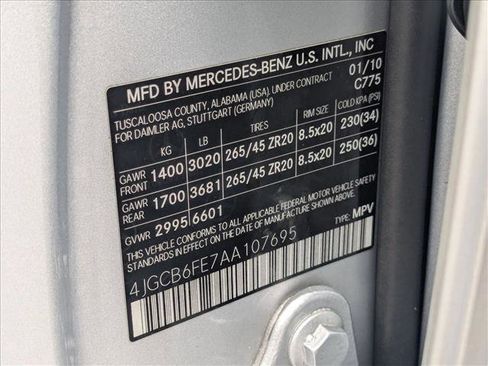 MFD BY MERCEDES-BENZ U.S. INTL., INC
TUSCALOOSA COUNTY, ALABAMA (USA). UNDER CONTRACT 01/10
FOR DAIMLER AG, STUTTGART (GERMANY) C775
KG LB TIRES RIM SIZE COLD KPA (PSI)
GAWR FRONT 1400 3020 265/45 ZR20 8.5x20 230(34)
GAWR REAR 1700 3681 265/45 ZR20 8.5x20 250(36)
GVWR 2995 6601
THIS VEHICLE CONFORMS TO ALL APPLICABLE FEDERAL MOTOR VEHICLE SAFETY
STANDARDS IN EFFECT ON THE DATE OF MANUFACTURE SHOWN ABOVE.
4JGCB6FE7AA107695 TYPE: MPV